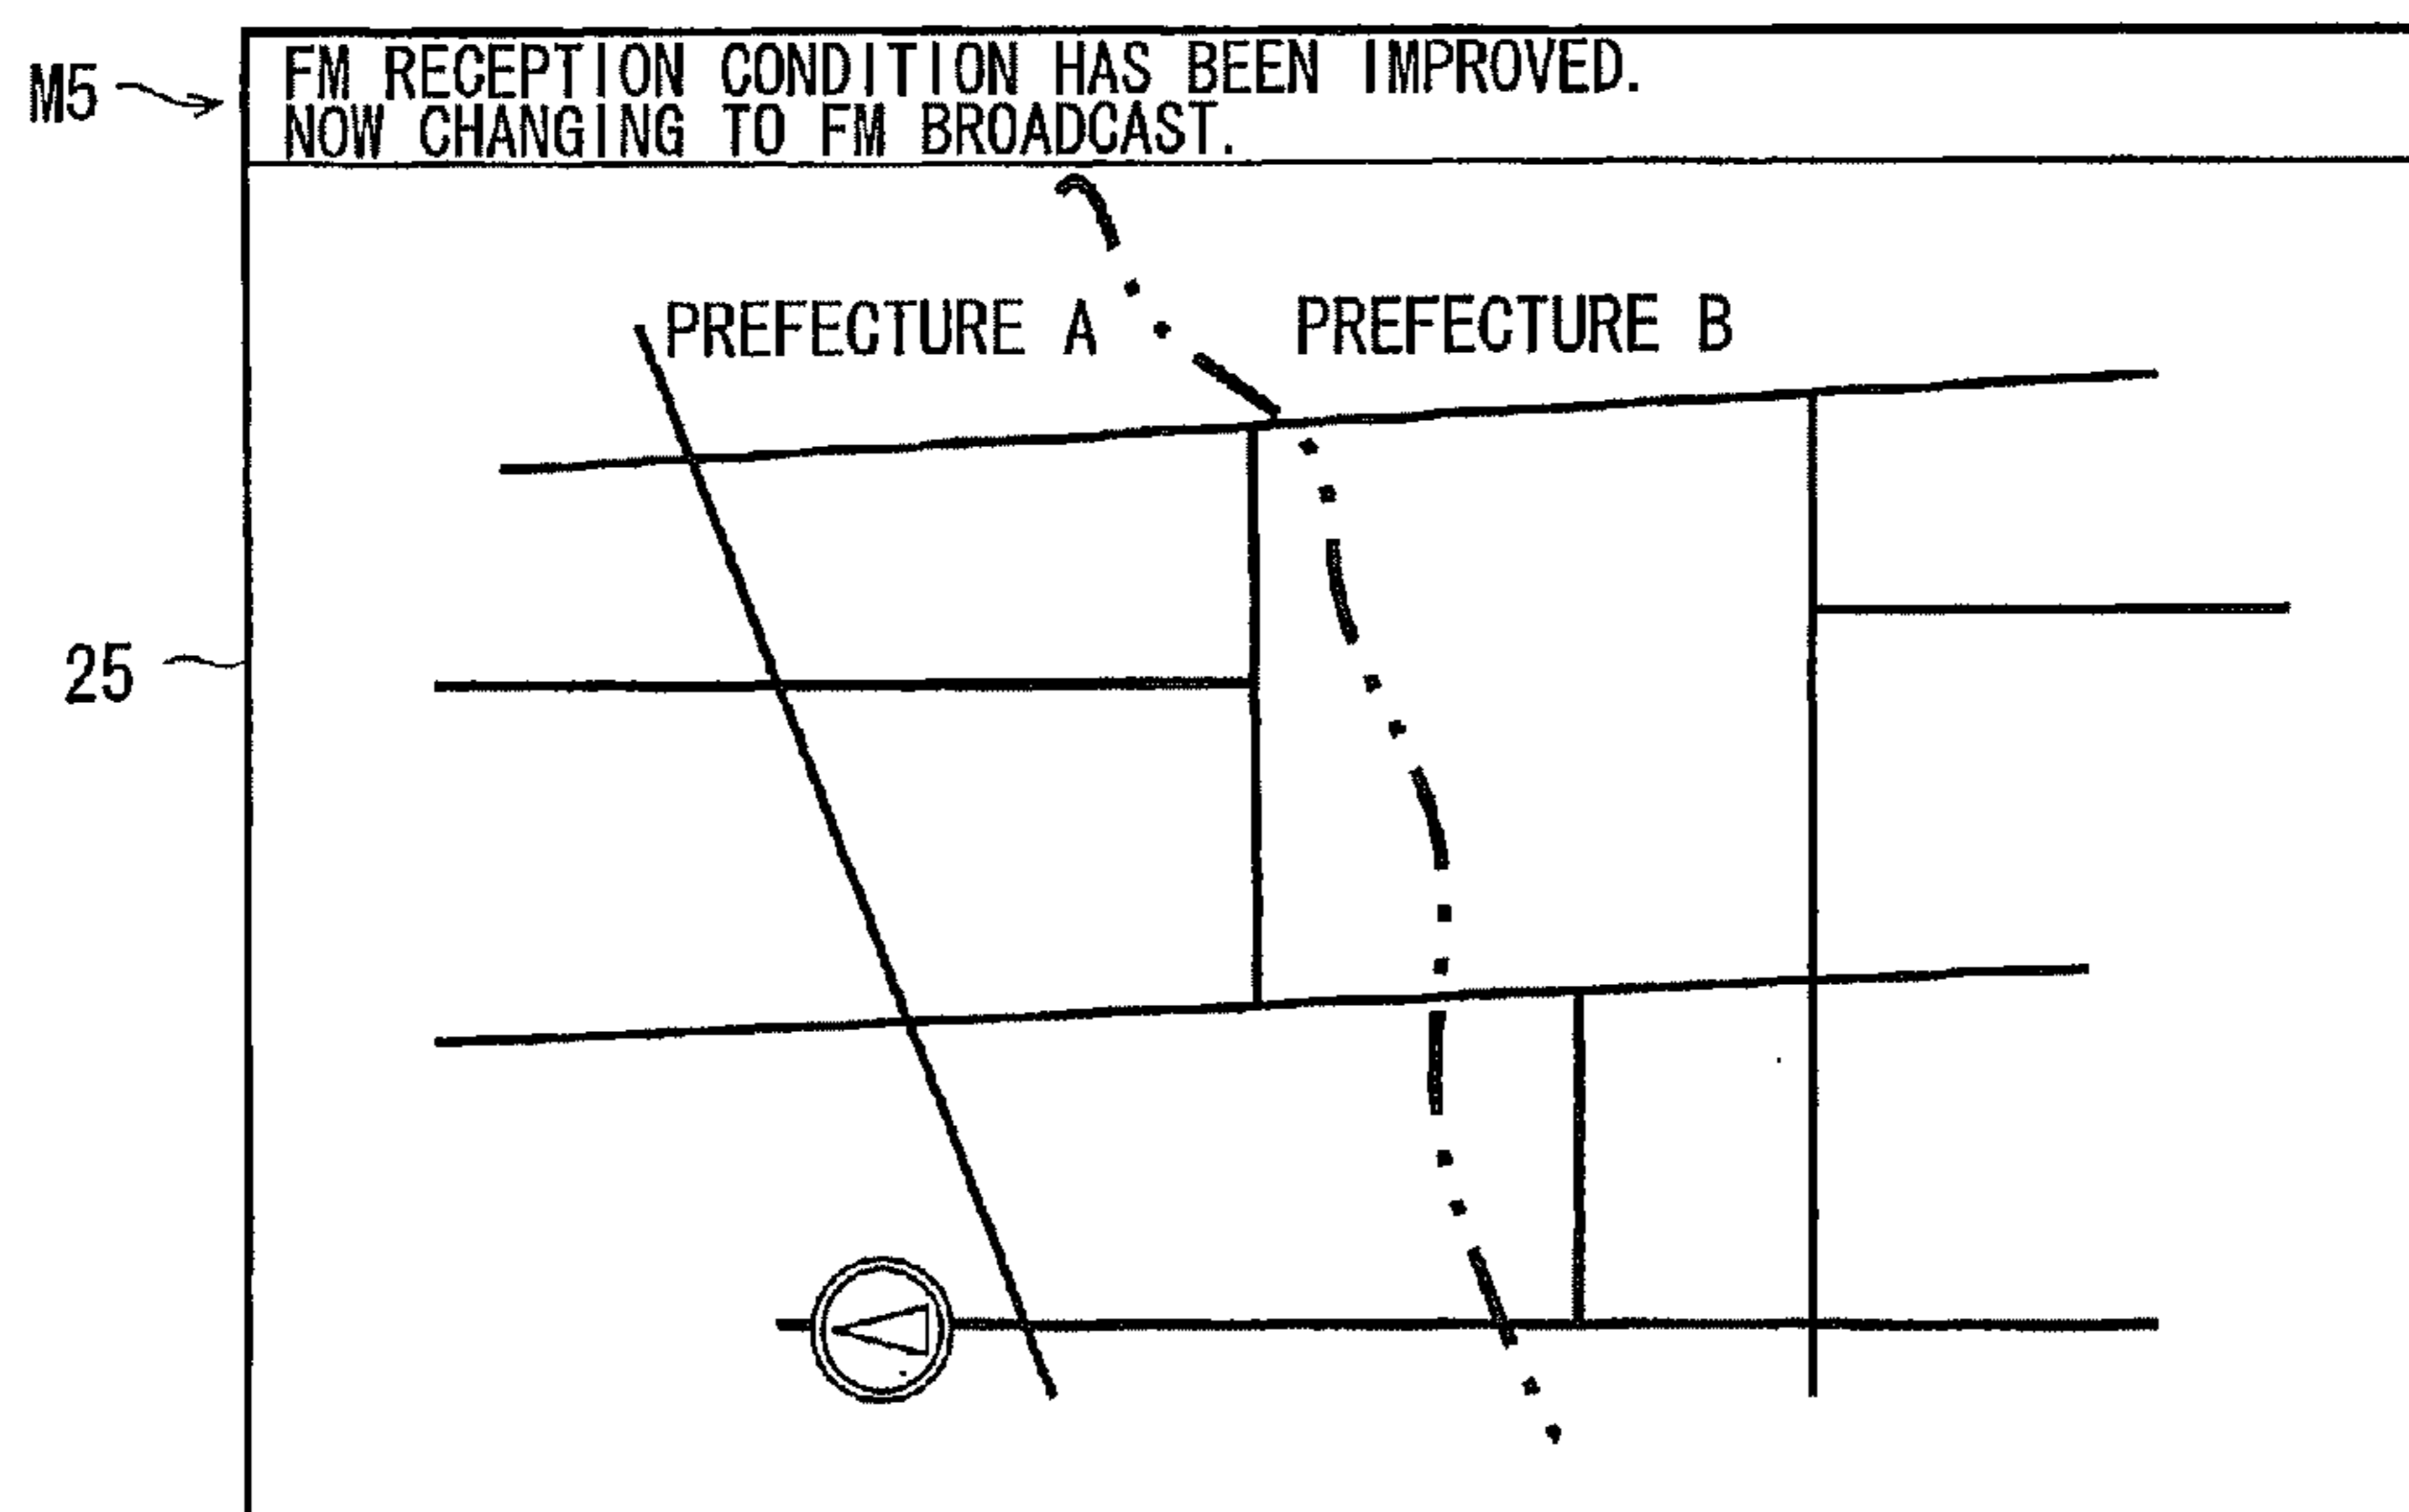 M5
FM RECEPTION CONDITION HAS BEEN IMPROVED.
NOW CHANGING TO FM BROADCAST.
PREFECTURE A
PREFECTURE B
25